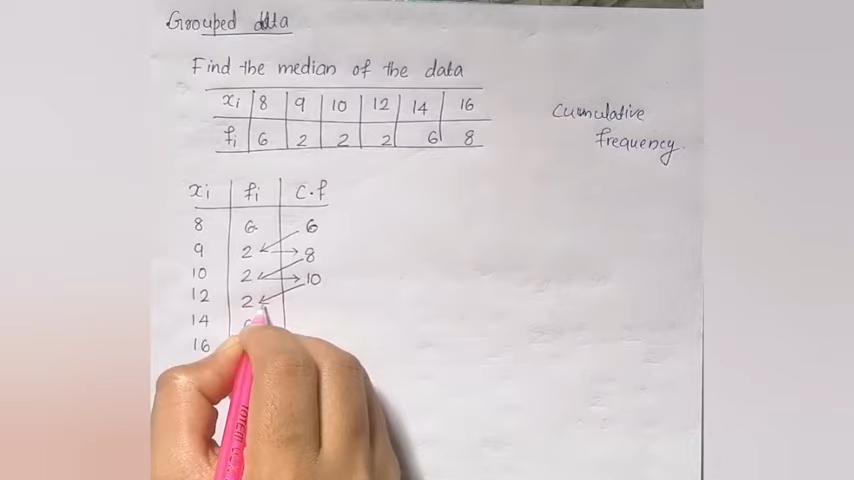 Grouped data
Find the median of the data
xi 8 9 10 12 14 16
fi 6 2 2 2 6 8
Cumulative
frequency.
xi fi C.f
8 6 6
9 2 8
10 2 10
12 2
14
16